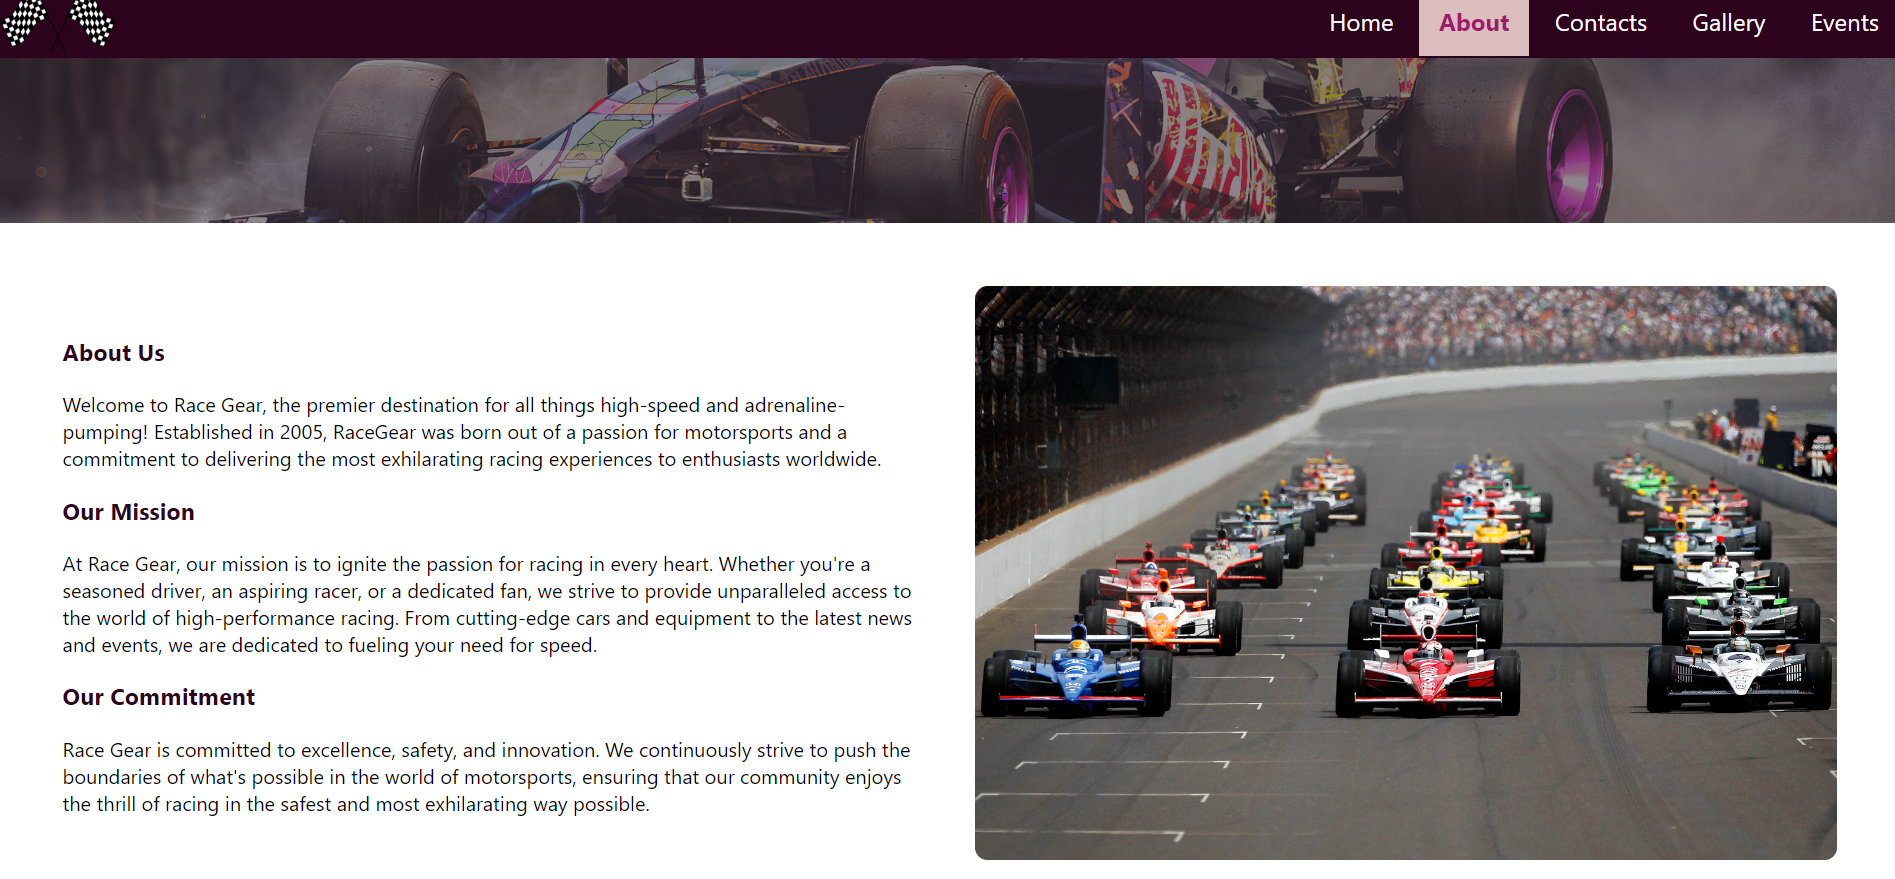 Home About Contacts Gallery Events
About Us
Welcome to Race Gear, the premier destination for all things high-speed and adrenaline-
pumping! Established in 2005, RaceGear was born out of a passion for motorsports and a
commitment to delivering the most exhilarating racing experiences to enthusiasts worldwide.
Our Mission
At Race Gear, our mission is to ignite the passion for racing in every heart. Whether you're a
seasoned driver, an aspiring racer, or a dedicated fan, we strive to provide unparalleled access to
the world of high-performance racing. From cutting-edge cars and equipment to the latest news
and events, we are dedicated to fueling your need for speed.
Our Commitment
Race Gear is committed to excellence, safety, and innovation. We continuously strive to push the
boundaries of what's possible in the world of motorsports, ensuring that our community enjoys
the thrill of racing in the safest and most exhilarating way possible.